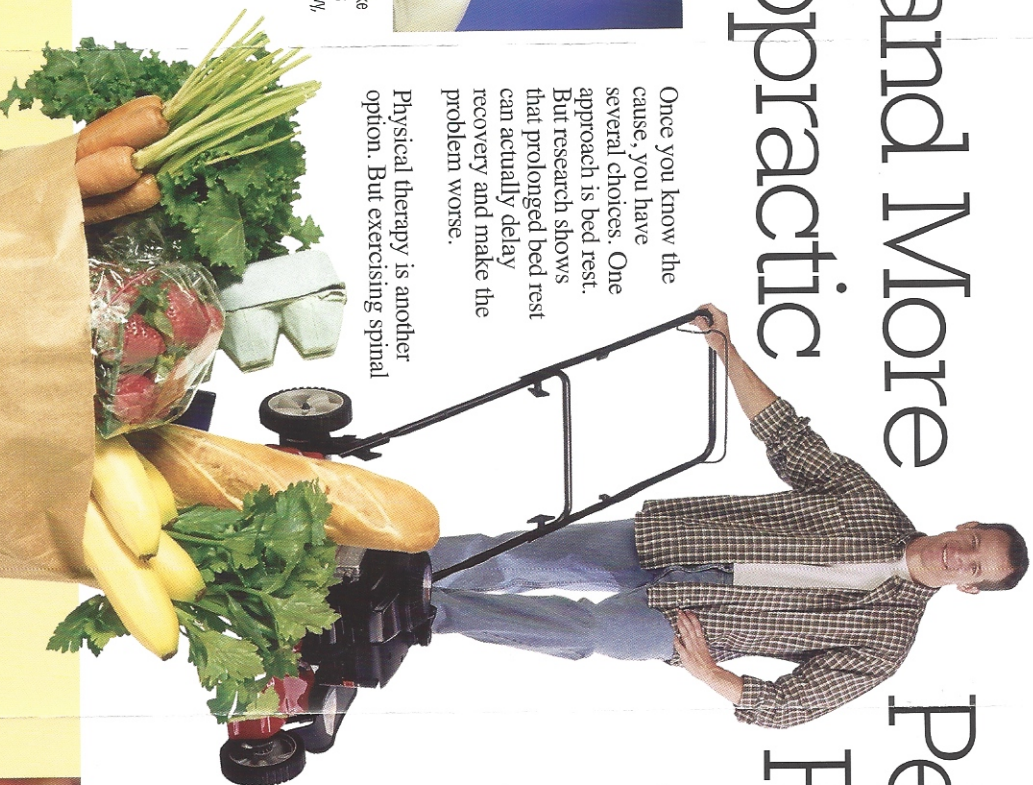 and More
opractic
Once you know the
cause, you have
several choices. One
approach is bed rest.
But research shows
that prolonged bed rest
can actually delay
recovery and make the
problem worse.
Physical therapy is another
option. But exercising spinal
Pe